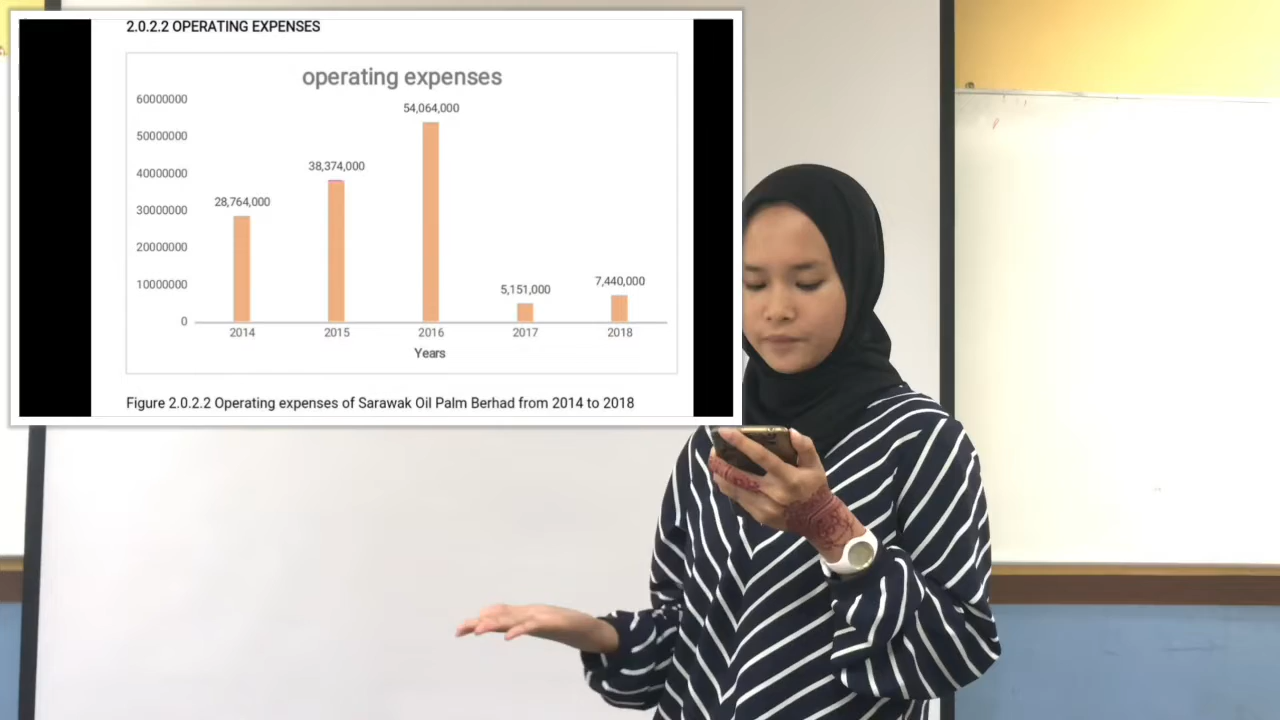 2.0.2.2 OPERATING EXPENSES
operating expenses
60000000
50000000
40000000
30000000
20000000
10000000
0
28,764,000
38,374,000
54,064,000
5,151,000
7,440,000
2014 2015 2016 2017 2018
Years
Figure 2.0.2.2 Operating expenses of Sarawak Oil Palm Berhad from 2014 to 2018